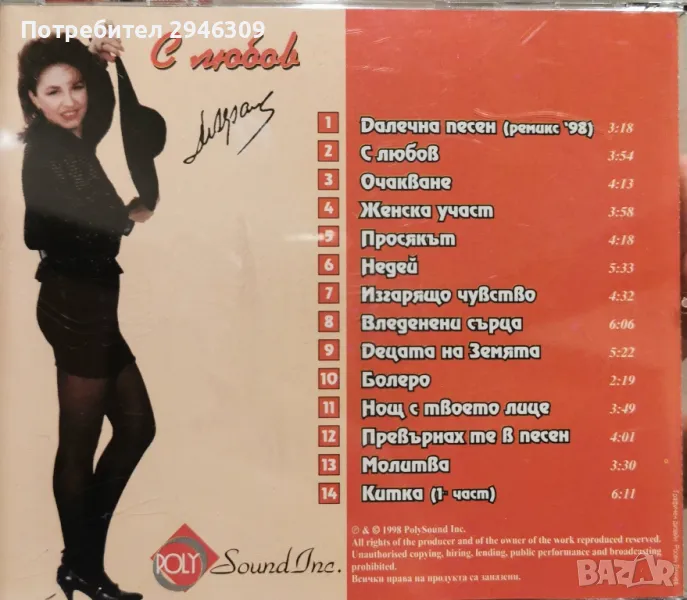 Потребител 2946309
С любов
1 Далечна песен (ремикс '98) 3:18
2 С любов 3:54
3 Очакване 4:13
4 Женска участ 3:58
5 Просякът 4:18
6 Недей 5:33
7 Изгарящо чувство 4:32
8 Вледенени сърца 6:06
9 Децата на Земята 5:22
10 Болеро 2:19
11 Нощ с твоето лице 3:49
12 Превърнах те в песен 4:01
13 Молитва 3:30
14 Китка (1ᵃ част) 6:11
℗ & © 1998 PolySound Inc.
All rights of the producer and of the owner of the work reproduced reserved.
Unauthorised copying, hiring, lending, public performance and broadcasting
prohibited.
Всички права на продукта са запазени.
POLY Sound Inc.
BAZAR